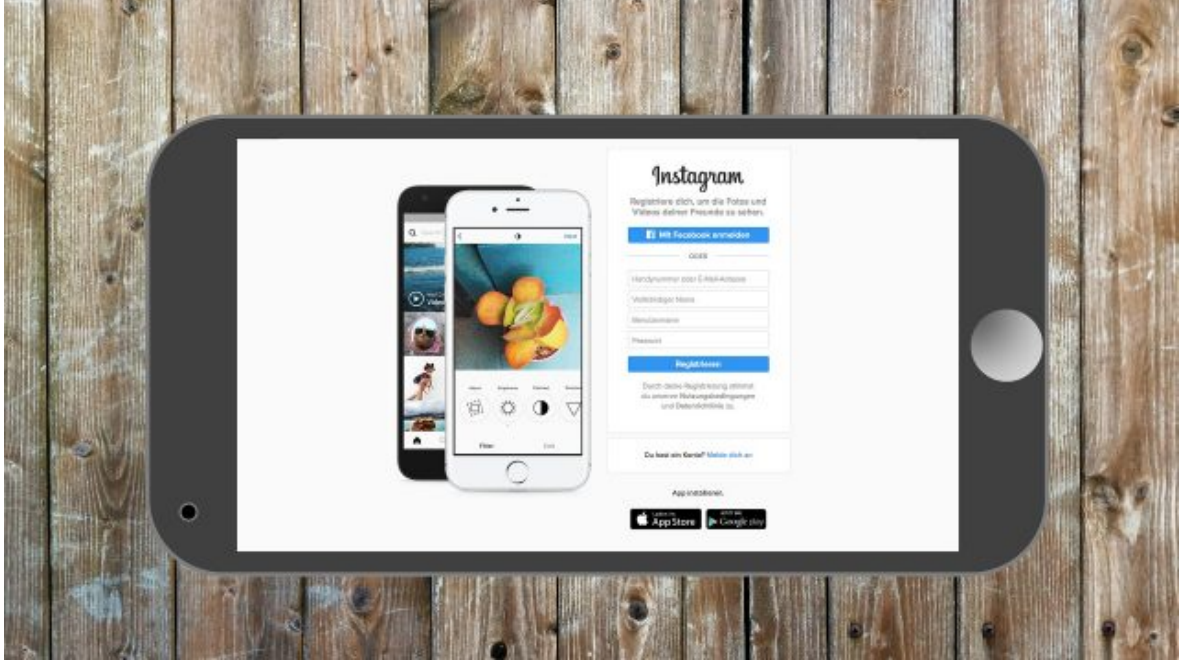 Instagram
Registriere dich, um die Fotos und
Videos deiner Freunde zu sehen.
Mit Facebook anmelden
ODER
Handynummer oder E-Mail-Adresse
Vollständiger Name
Benutzername
Passwort
Registrieren
Durch deine Registrierung stimmst
du unseren Nutzungsbedingungen
und Datenrichtlinie zu.
Du hast ein Konto? Melde dich an
App installieren.
App Store
Google play
Filter
Edit